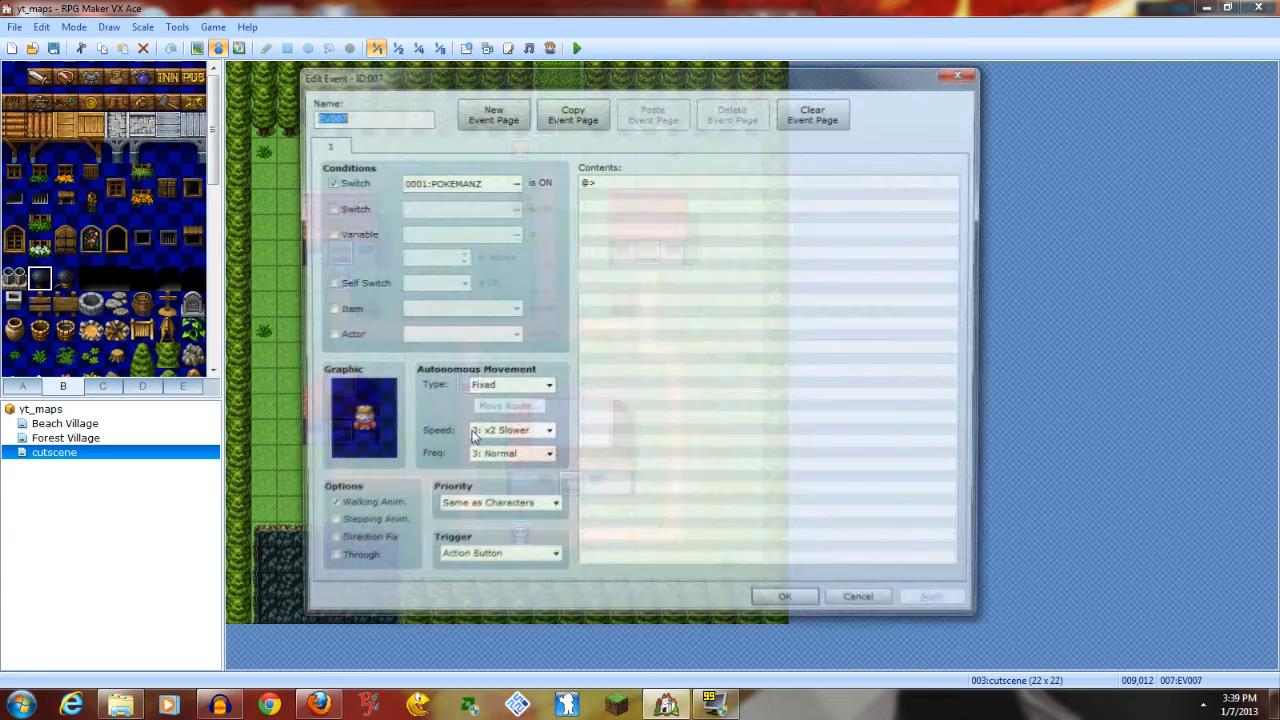 yt_maps - RPG Maker VX Ace
File Edit Mode Draw Scale Tools Game Help
INN PUB
Edit Event - ID:007
Name:
EV007
New Event Page
Copy Event Page
Paste Event Page
Delete Event Page
Clear Event Page
1
Conditions
Switch 0001:POKEMANZ is ON
Switch
Variable
Self Switch
Item
Actor
Contents:
@>
Graphic
Autonomous Movement
Type: Fixed
Move Route...
Speed: 3: x2 Slower
Freq: 3: Normal
Options
Walking Anim.
Stepping Anim.
Direction Fix
Through
Priority
Same as Characters
Trigger
Action Button
OK Cancel Apply
A B C D E
yt_maps
Beach Village
Forest Village
cutscene
003:cutscene (22 x 22) 009,012 007:EV007
99
3:39 PM
1/7/2013